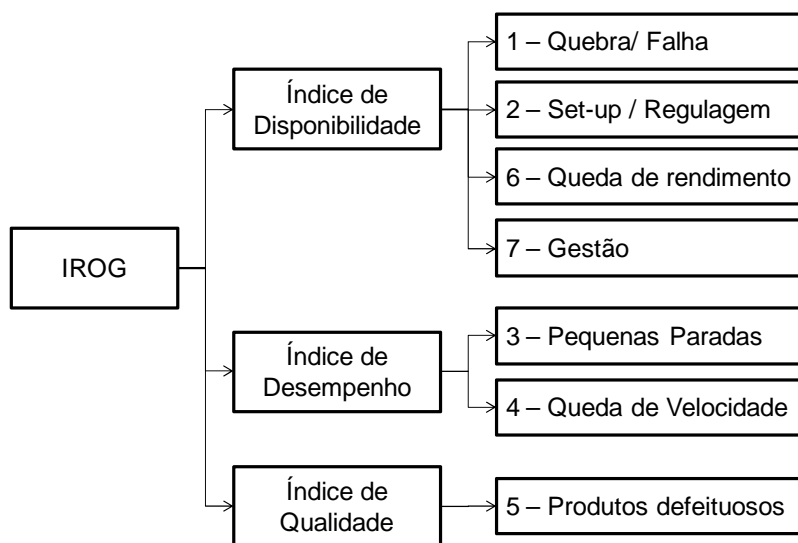 1 – Quebra/ Falha
Índice de
Disponibilidade
2 – Set-up / Regulagem
6 – Queda de rendimento
7 – Gestão
IROG
3 – Pequenas Paradas
Índice de
Desempenho
4 – Queda de Velocidade
Índice de
Qualidade
5 – Produtos defeituosos